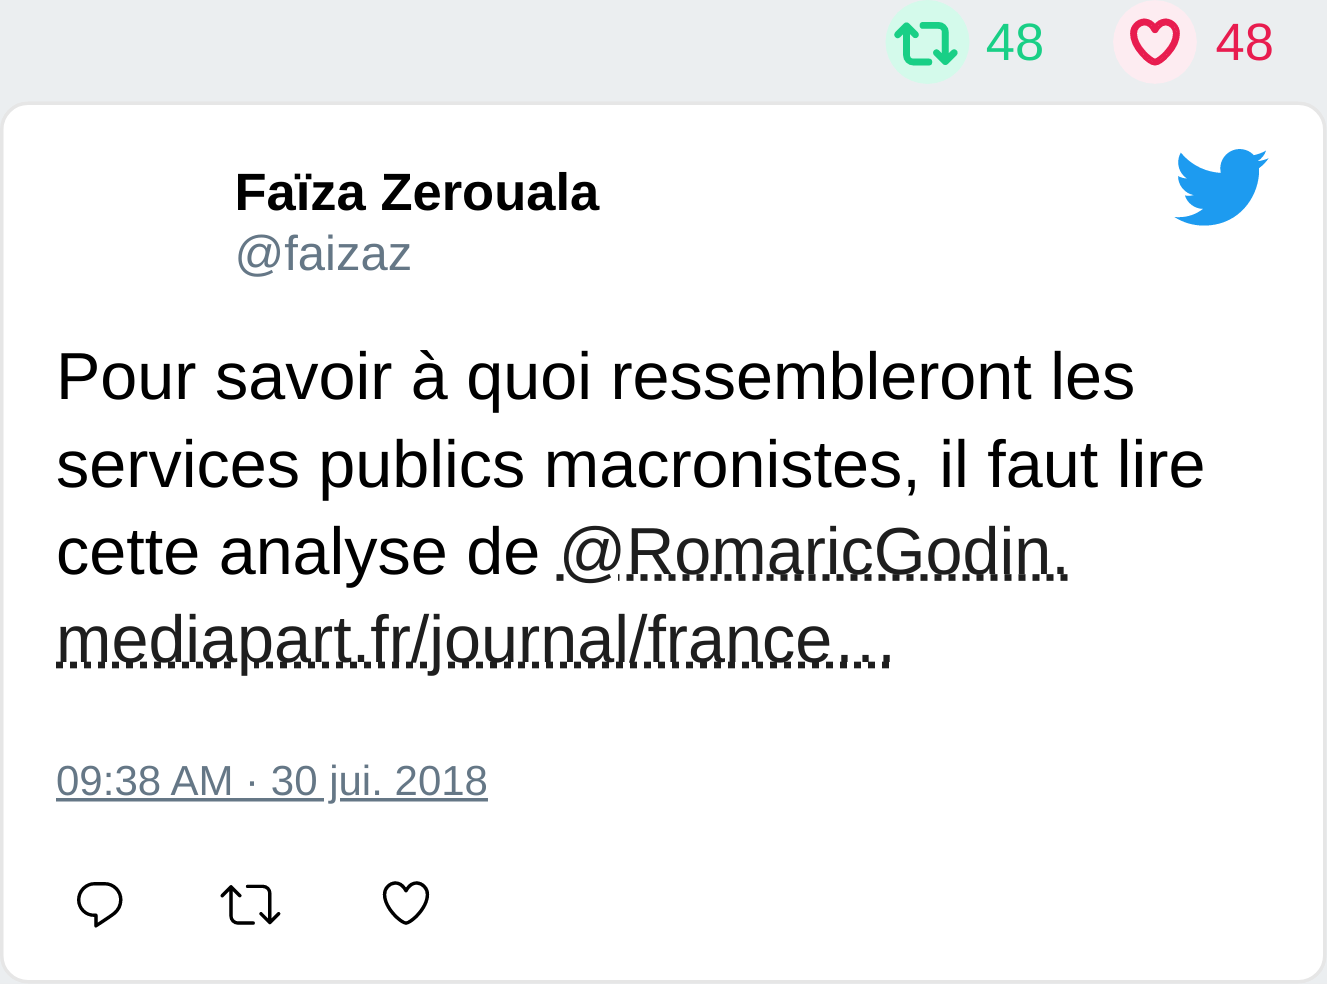 48 48
Faïza Zerouala
@faizaz
Pour savoir à quoi ressembleront les
services publics macronistes, il faut lire
cette analyse de @RomaricGodin.
mediapart.fr/journal/france...
09:38 AM · 30 jui. 2018